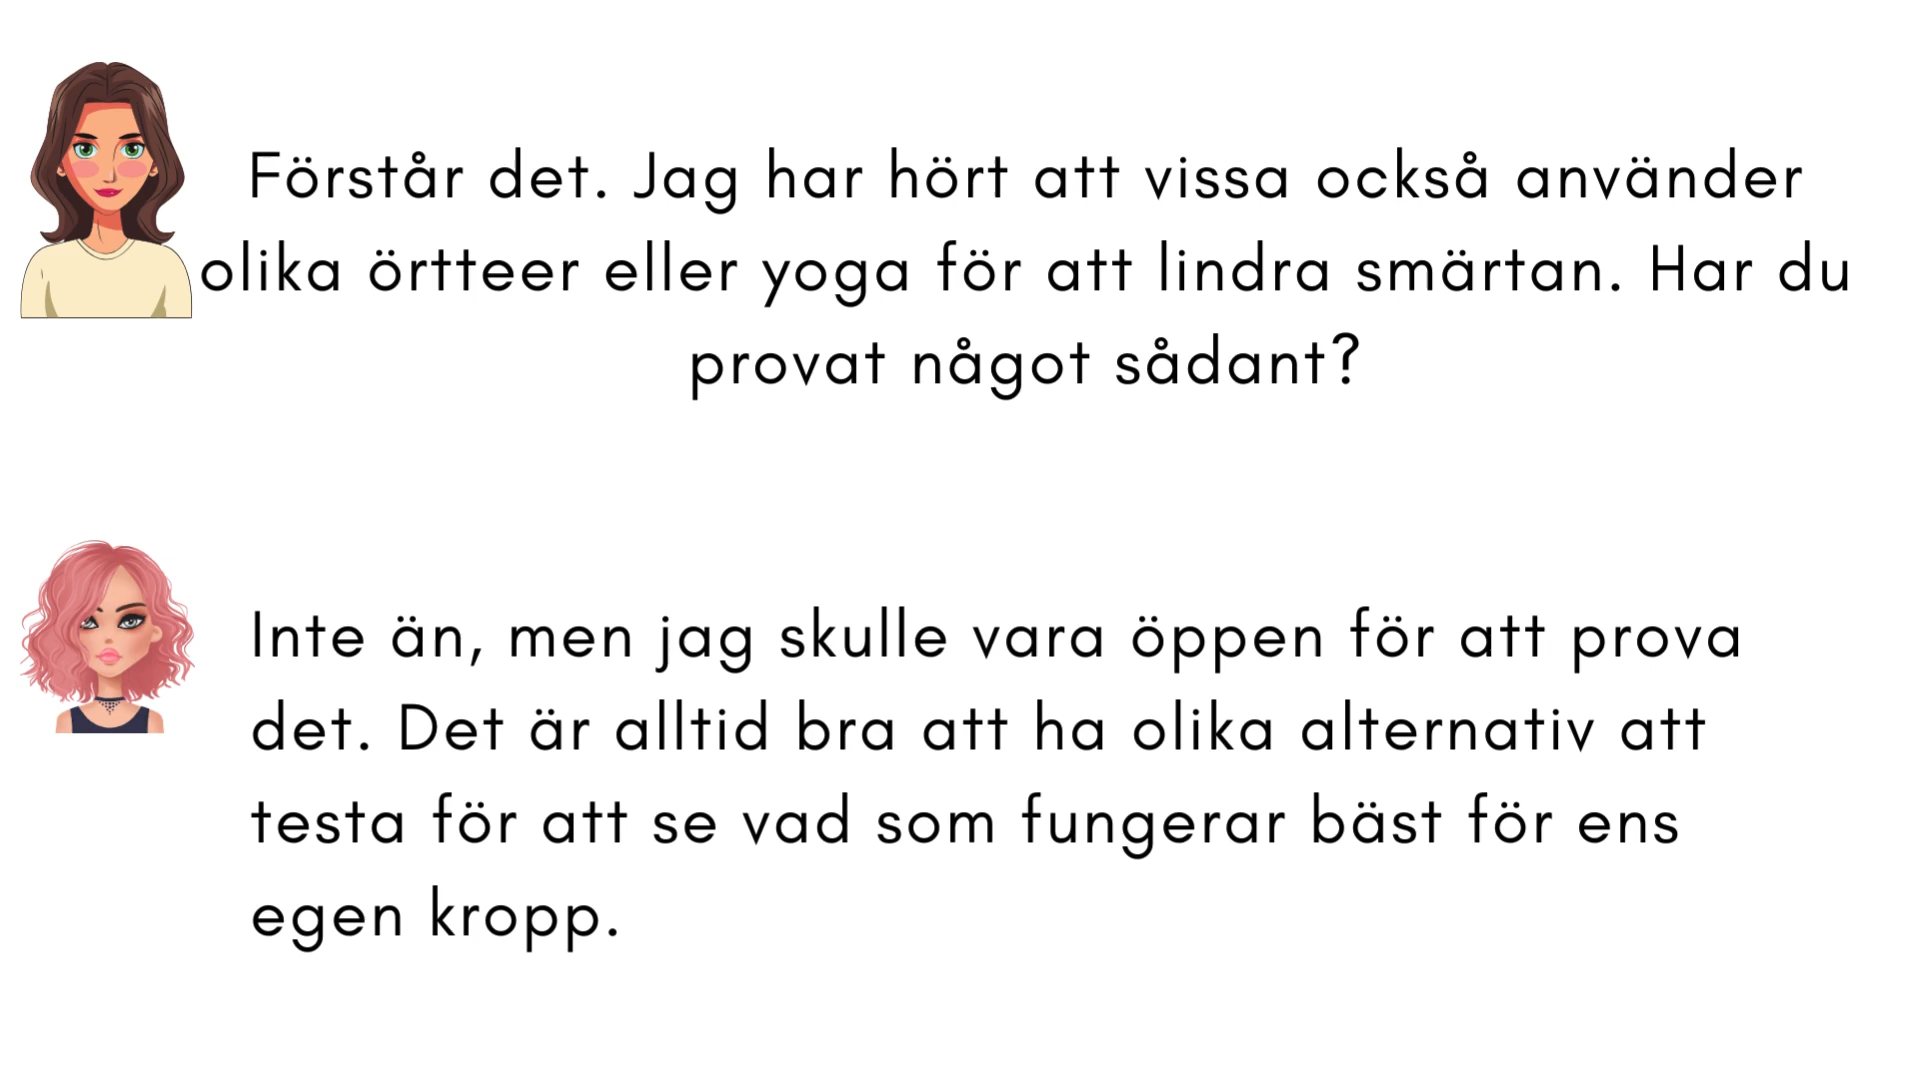 Förstår det. Jag har hört att vissa också använder
olika örtteer eller yoga för att lindra smärtan. Har du
provat något sådant?
Inte än, men jag skulle vara öppen för att prova
det. Det är alltid bra att ha olika alternativ att
testa för att se vad som fungerar bäst för ens
egen kropp.